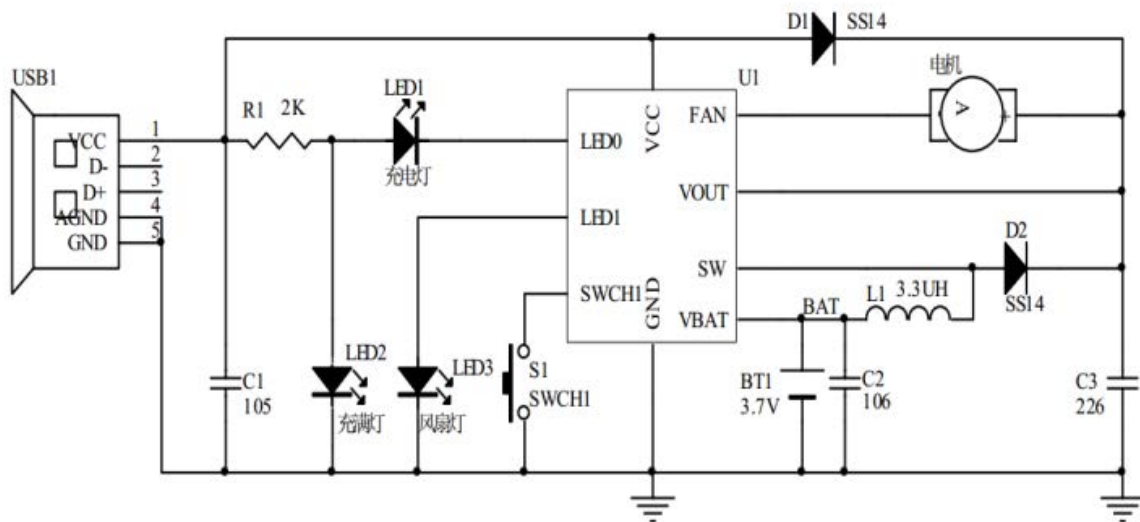 D1
SS14
USB1
U1
电机
LED1
R1
2K
A
+
1
VCC
FAN
VCC
LED0
2
D-
充电灯
3
D+
VOUT
4
AGND
LED1
5
GND
D2
SW
SWCH1
GND
L1
3.3UH
BAT
SS14
VBAT
LED2
LED3
S1
C1
BT1
C2
C3
105
SWCH1
3.7V
106
226
充满灯
风扇灯